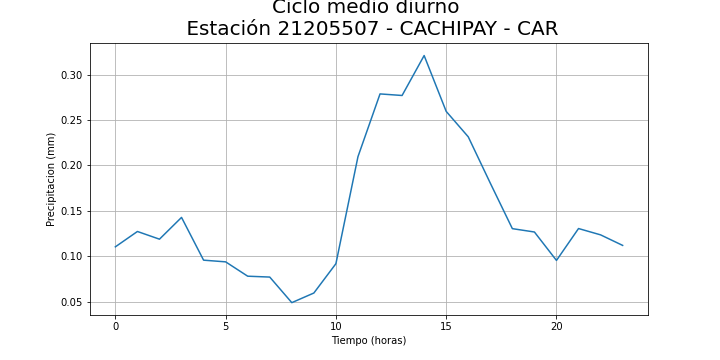 Ciclo medio diurno
Estación 21205507 - CACHIPAY - CAR
0.30
0.25
0.20
0.15
0.10
0.05
Precipitacion (mm)
0 5 10 15 20
Tiempo (horas)